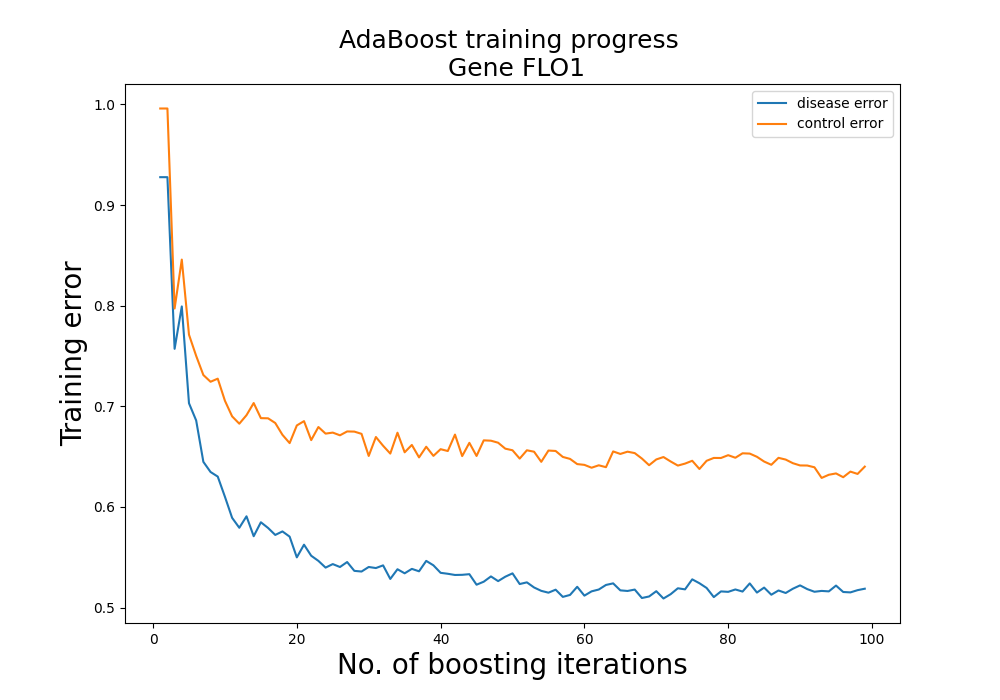 AdaBoost training progress
Gene FLO1
disease error
control error
Training error
1.0
0.9
0.8
0.7
0.6
0.5
0 20 40 60 80 100
No. of boosting iterations